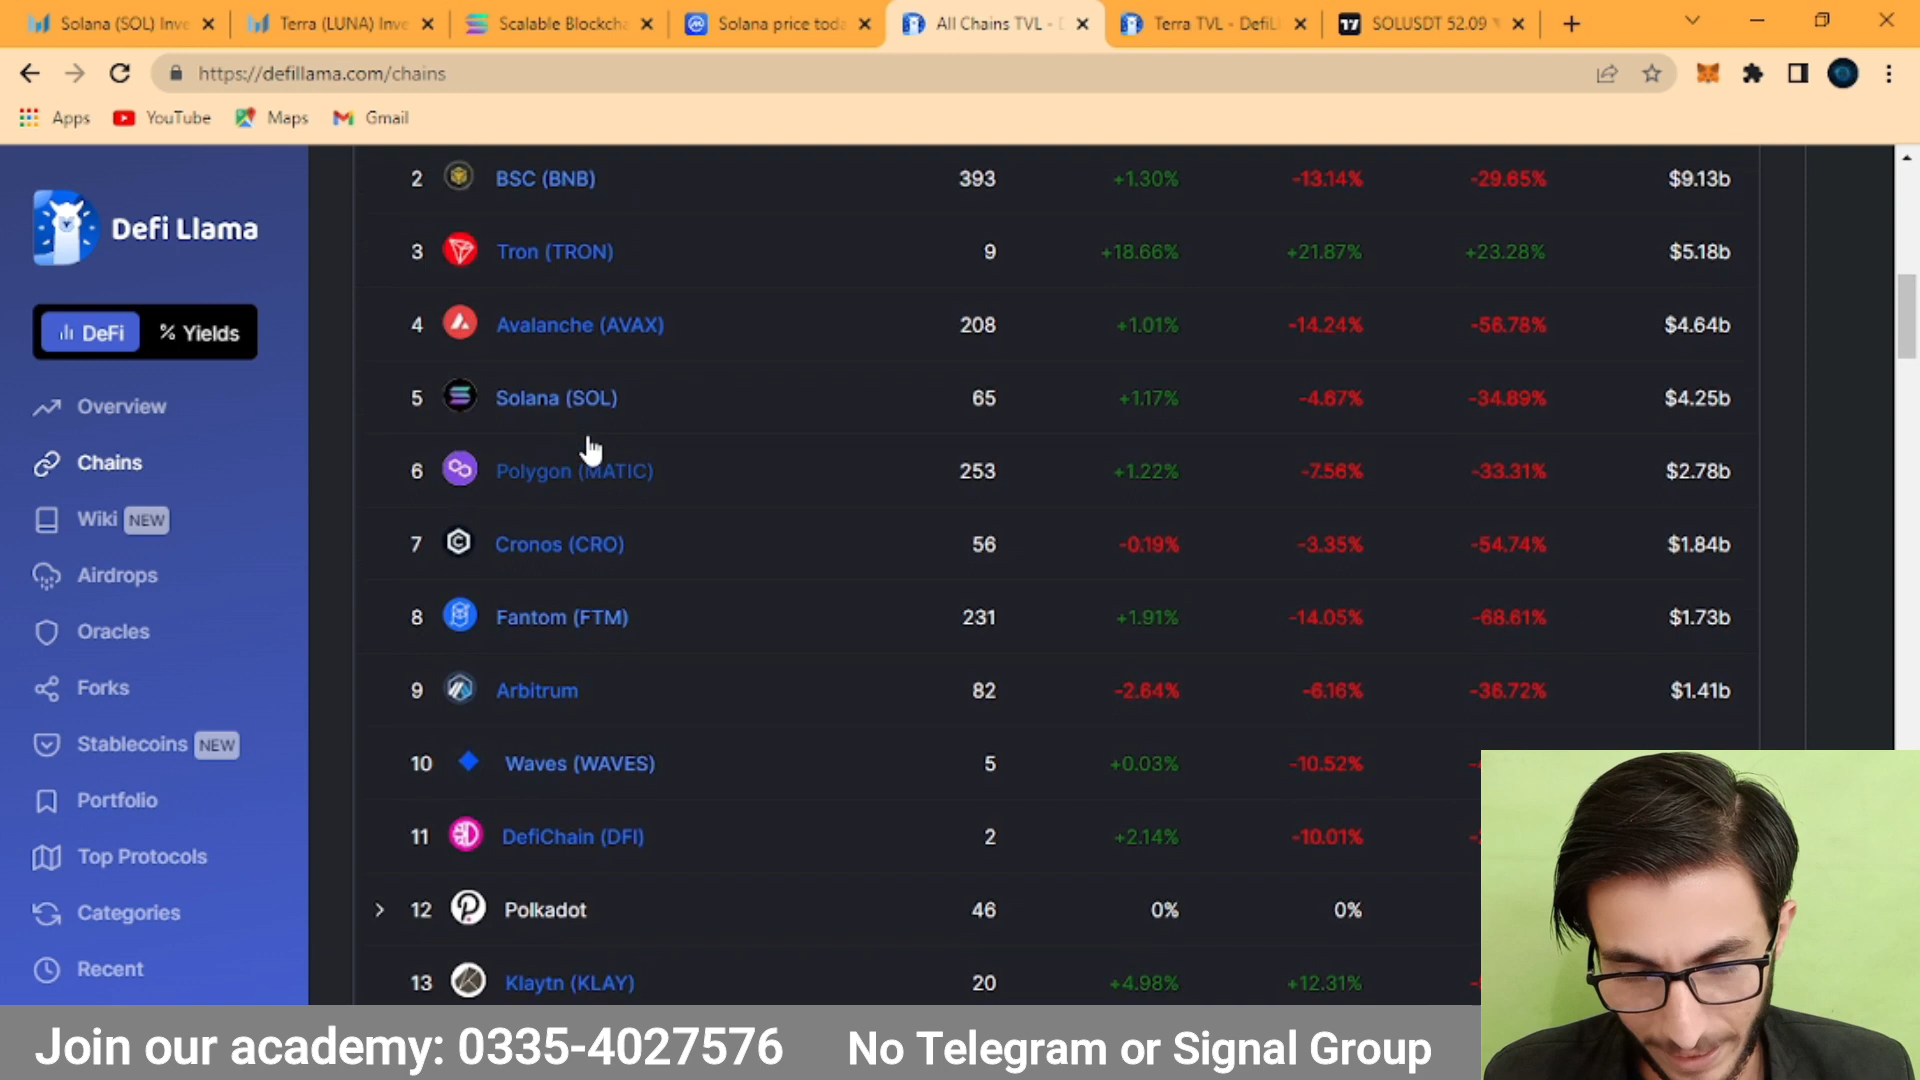 Solana (SOL) Inve
Terra (LUNA) Inve
Scalable Blockcha
Solana price toda
All Chains TVL - D
Terra TVL - DefiL
SOLUSDT 52.09
https://defillama.com/chains
Apps
YouTube
Maps
Gmail
Defi Llama
DeFi
% Yields
Overview
Chains
Wiki NEW
Airdrops
Oracles
Forks
Stablecoins NEW
Portfolio
Top Protocols
Categories
Recent
2 BSC (BNB) 393 +1.30% -13.14% -29.65% $9.13b
3 Tron (TRON) 9 +18.66% +21.87% +23.28% $5.18b
4 Avalanche (AVAX) 208 +1.01% -14.24% -56.78% $4.64b
5 Solana (SOL) 65 +1.17% -4.67% -34.89% $4.25b
6 Polygon (MATIC) 253 +1.22% -7.56% -33.31% $2.78b
7 Cronos (CRO) 56 -0.19% -3.35% -54.74% $1.84b
8 Fantom (FTM) 231 +1.91% -14.05% -68.61% $1.73b
9 Arbitrum 82 -2.64% -6.16% -36.72% $1.41b
10 Waves (WAVES) 5 +0.03% -10.52%
11 DefiChain (DFI) 2 +2.14% -10.01%
12 Polkadot 46 0% 0%
13 Klaytn (KLAY) 20 +4.98% +12.31%
Join our academy: 0335-4027576 No Telegram or Signal Group